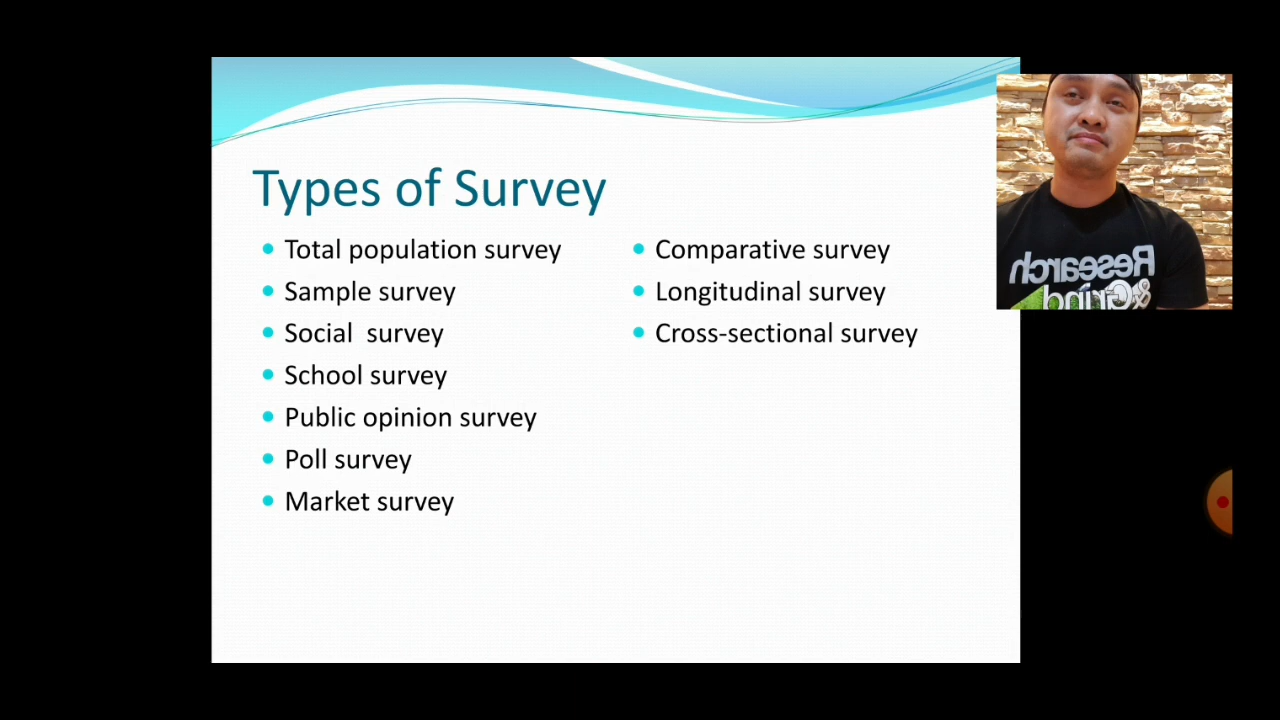 Types of Survey
Total population survey
Sample survey
Social survey
School survey
Public opinion survey
Poll survey
Market survey
Comparative survey
Longitudinal survey
Cross-sectional survey
Research
&Grind